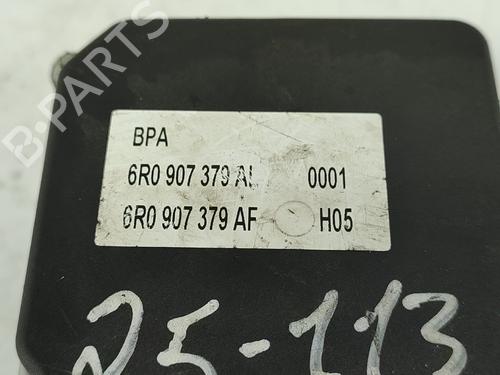 B-Parts
BPA
6R0 907 379 AL 0001
6R0 907 379 AF H05
25-113